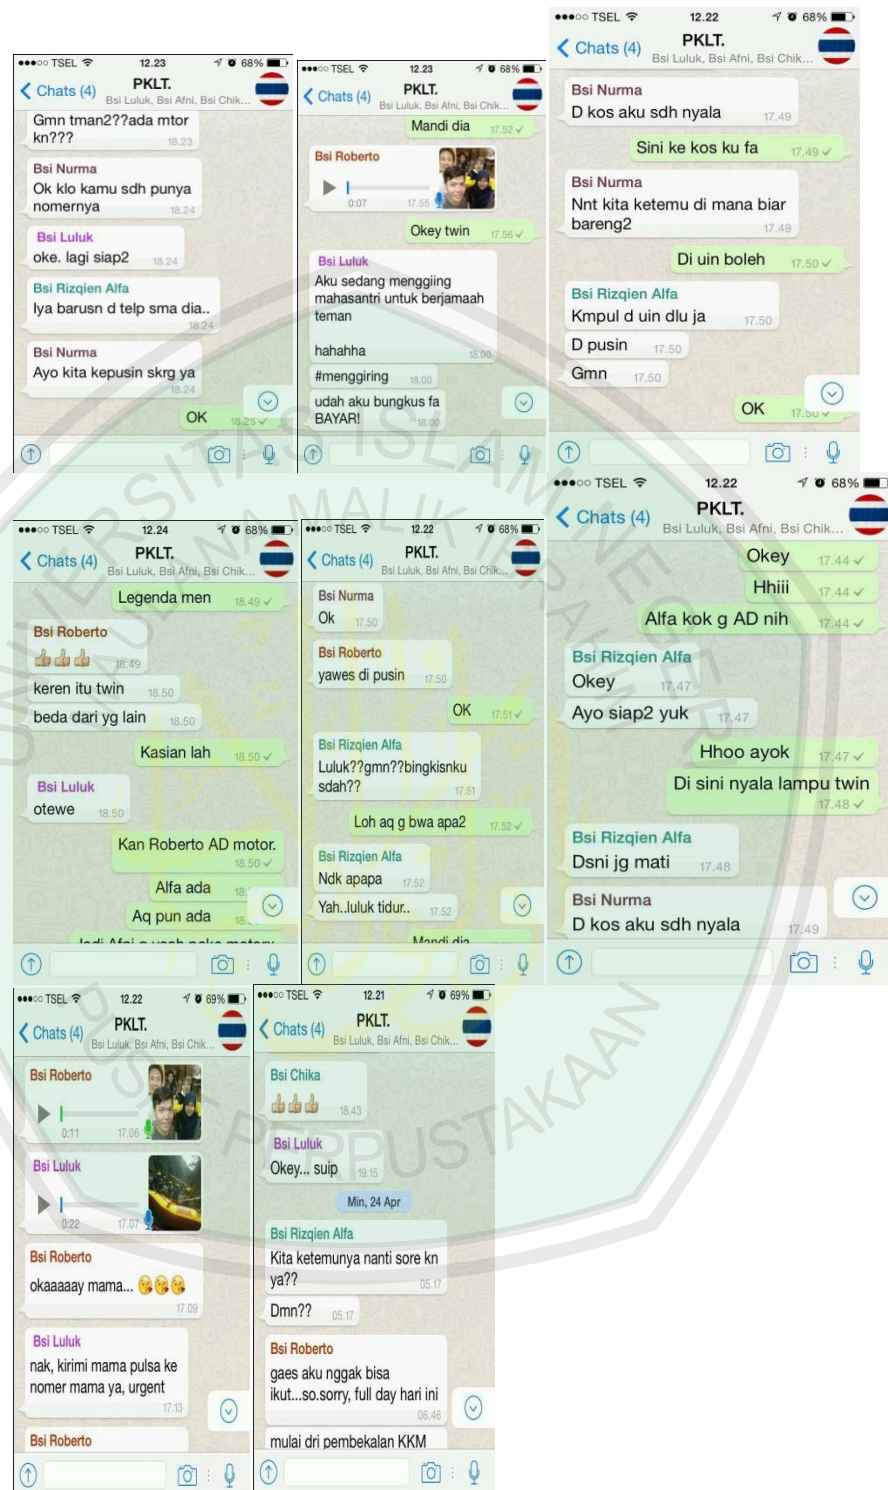 TSEL 12.23 68%
Chats (4) PKLT.
Bsi Luluk, Bsi Afni, Bsi Chik...
Gmn tman2??ada mtor
kn??? 18.23
Bsi Nurma
Ok klo kamu sdh punya
nomernya 18.24
Bsi Luluk
oke. lagi siap2 18.24
Bsi Rizqien Alfa
Iya barusn d telp sma dia..
18.24
Bsi Nurma
Ayo kita kepusin skrg ya
18.24
OK 18.25
TSEL 12.23 68%
Chats (4) PKLT.
Bsi Luluk, Bsi Afni, Bsi Chik...
Mandi dia 17.52
Bsi Roberto
0:07 17.55
Okey twin 17.56
Bsi Luluk
Aku sedang menggiing
mahasantri untuk berjamaah
teman
hahahha 18.00
#menggiring 18.00
udah aku bungkus fa
BAYAR! 18.00
TSEL 12.22 68%
Chats (4) PKLT.
Bsi Luluk, Bsi Afni, Bsi Chik...
Bsi Nurma
D kos aku sdh nyala 17.49
Sini ke kos ku fa 17.49
Bsi Nurma
Nnt kita ketemu di mana biar
bareng2 17.49
Di uin boleh 17.50
Bsi Rizqien Alfa
Kmpul d uin dlu ja 17.50
D pusin 17.50
Gmn 17.50
OK 17.50
TSEL 12.24 68%
Chats (4) PKLT.
Bsi Luluk, Bsi Afni, Bsi Chik...
Legenda men 18.49
Bsi Roberto
👍👍👍 18.49
keren itu twin 18.50
beda dari yg lain 18.50
Kasian lah 18.50
Bsi Luluk
otewe 18.50
Kan Roberto AD motor.
18.50
Alfa ada 18.
Aq pun ada 18.
TSEL 12.22 68%
Chats (4) PKLT.
Bsi Luluk, Bsi Afni, Bsi Chik...
Bsi Nurma
Ok 17.50
Bsi Roberto
yawes di pusin 17.50
OK 17.51
Bsi Rizqien Alfa
Luluk??gmn??bingkisnku
sdah?? 17.51
Loh aq g bwa apa2 17.52
Bsi Rizqien Alfa
Ndk apapa 17.52
Yah..luluk tidur.. 17.52
Mandi dia
TSEL 12.22 68%
Chats (4) PKLT.
Bsi Luluk, Bsi Afni, Bsi Chik...
Okey 17.44
Hhiii 17.44
Alfa kok g AD nih 17.44
Bsi Rizqien Alfa
Okey 17.47
Ayo siap2 yuk 17.47
Hhoo ayok 17.47
Di sini nyala lampu twin
17.48
Bsi Rizqien Alfa
Dsni jg mati 17.48
Bsi Nurma
D kos aku sdh nyala 17.49
TSEL 12.22 69%
Chats (4) PKLT.
Bsi Luluk, Bsi Afni, Bsi Chik...
Bsi Roberto
0:11 17.06
Bsi Luluk
0:22 17.07
Bsi Roberto
okaaaaay mama... 😘😘😘
17.09
Bsi Luluk
nak, kirimi mama pulsa ke
nomer mama ya, urgent
17.13
Bsi Roberto
TSEL 12.21 69%
Chats (4) PKLT.
Bsi Luluk, Bsi Afni, Bsi Chik...
Bsi Chika
👍👍👍 18.43
Bsi Luluk
Okey... suip 19.15
Min, 24 Apr
Bsi Rizqien Alfa
Kita ketemunya nanti sore kn
ya?? 05.17
Dmn?? 05.17
Bsi Roberto
gaes aku nggak bisa
ikut...so.sorry, full day hari ini
06.46
mulai dri pembekalan KKM
PUSAT PERPUSTAKAAN